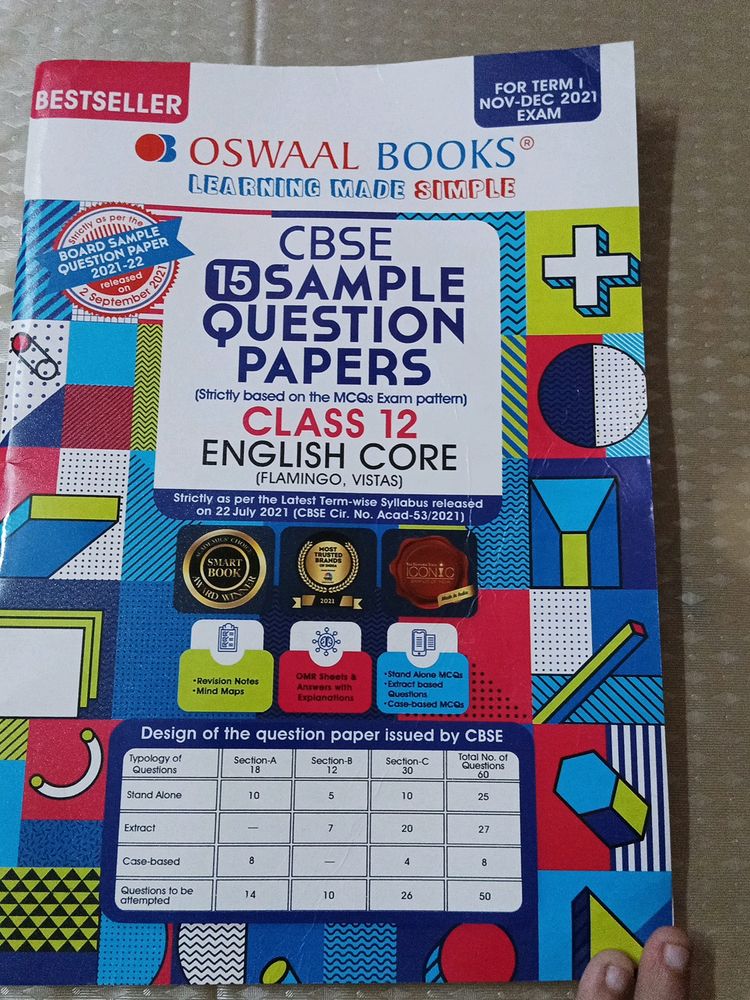 BESTSELLER
FOR TERM I
NOV-DEC 2021
EXAM
OSWAAL BOOKS®
LEARNING MADE SIMPLE
Strictly as per the
BOARD SAMPLE
QUESTION PAPER
2021-22
released
on
2 September 2021
CBSE
15 SAMPLE
QUESTION
PAPERS
(Strictly based on the MCQs Exam pattern)
CLASS 12
ENGLISH CORE
(FLAMINGO, VISTAS)
Strictly as per the Latest Term-wise Syllabus released
on 22 July 2021 (CBSE Cir. No. Acad-53/2021)
ACADEMICS' CHOICE
SMART
BOOK
AWARD WINNER
MOST
TRUSTED
BRANDS
OF INDIA
2021
ICONIC
Made in India
•Revision Notes
•Mind Maps
OMR Sheets &
Answers with
Explanations
•Stand Alone MCQs
•Extract based
Questions
•Case-based MCQs
Design of the question paper issued by CBSE
Typology of Questions Section-A 18 Section-B 12 Section-C 30 Total No. of Questions 60
Stand Alone 10 5 10 25
Extract — 7 20 27
Case-based 8 — 4 8
Questions to be attempted 14 10 26 50